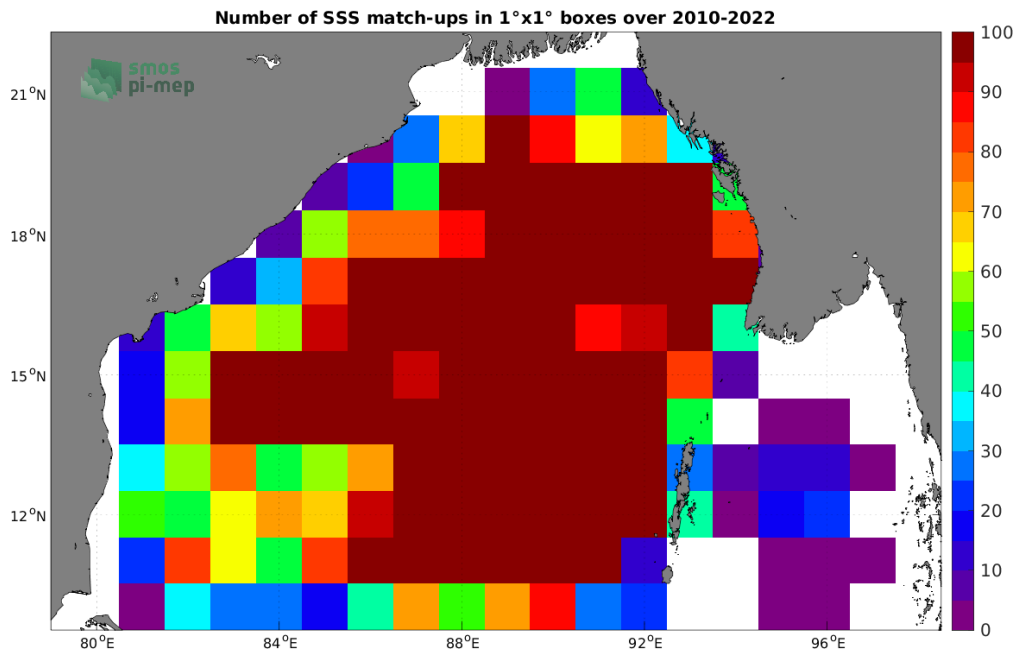 Number of SSS match-ups in 1°x1° boxes over 2010-2022
smos
pi-mep
21°N
18°N
15°N
12°N
80°E
84°E
88°E
92°E
96°E
100
90
80
70
60
50
40
30
20
10
0